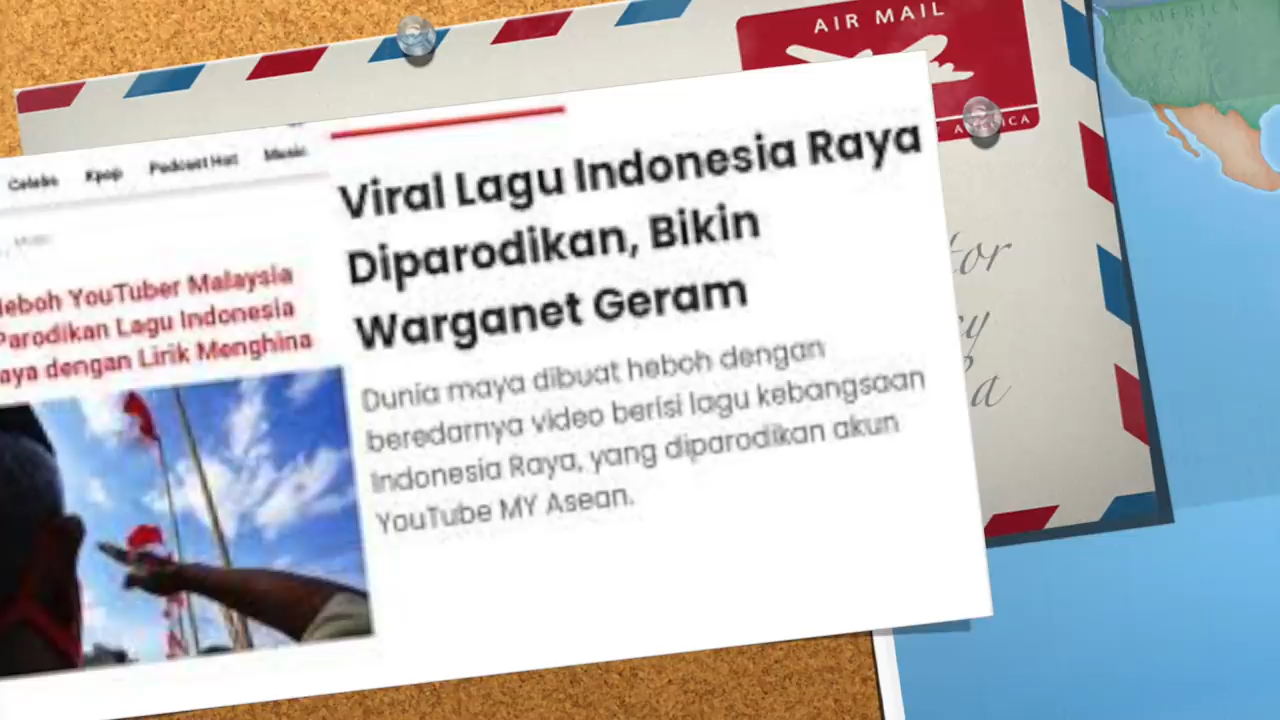 AMERICA
AIR MAIL
Celebs Kpop Podcast Hot Music
Heboh YouTuber Malaysia
Parodikan Lagu Indonesia
aya dengan Lirik Menghina
Viral Lagu Indonesia Raya
Diparodikan, Bikin
Warganet Geram
Dunia maya dibuat heboh dengan
beredarnya video berisi lagu kebangsaan
Indonesia Raya, yang diparodikan akun
YouTube MY Asean.